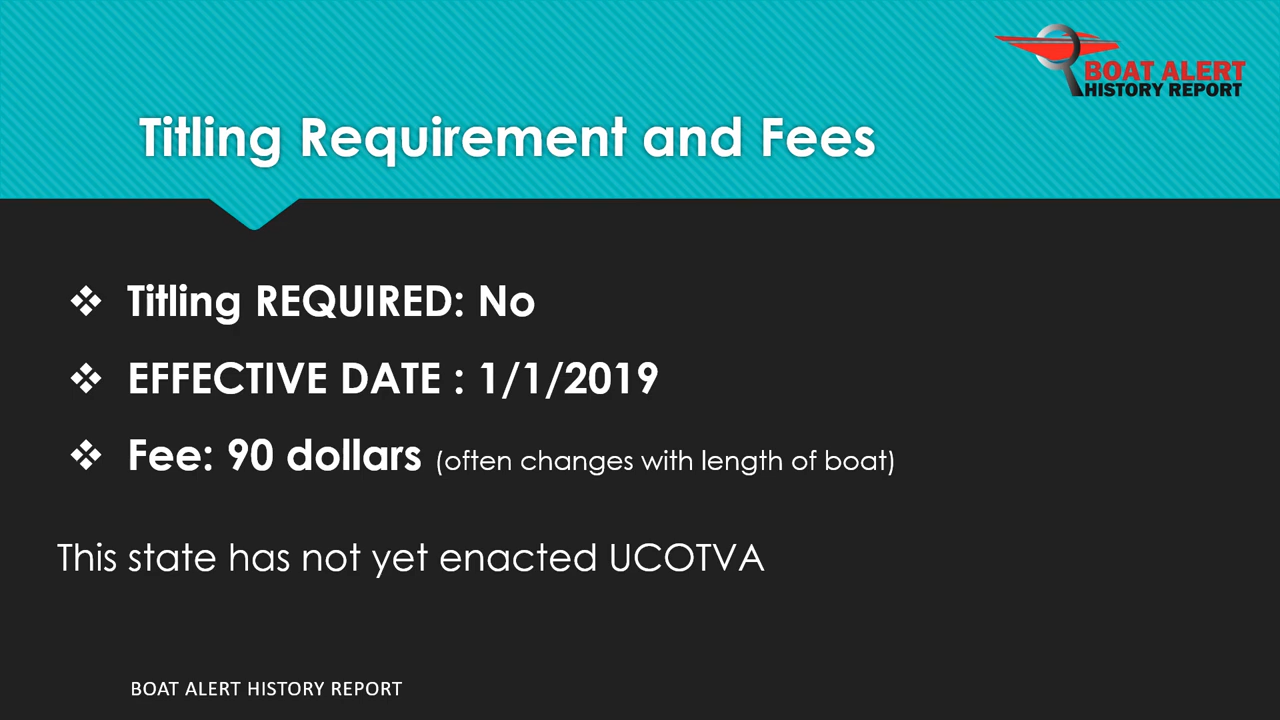 BOAT ALERT
HISTORY REPORT
Titling Requirement and Fees
❖ Titling REQUIRED: No
❖ EFFECTIVE DATE : 1/1/2019
❖ Fee: 90 dollars (often changes with length of boat)
This state has not yet enacted UCOTVA
BOAT ALERT HISTORY REPORT